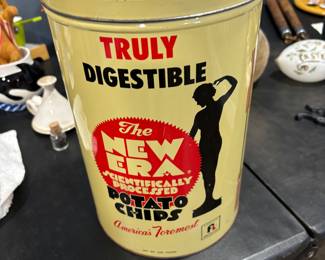 TRULY
DIGESTIBLE
The
NEW
ERA
SCIENTIFICALLY
PROCESSED
POTATO
CHIPS
America's Foremost